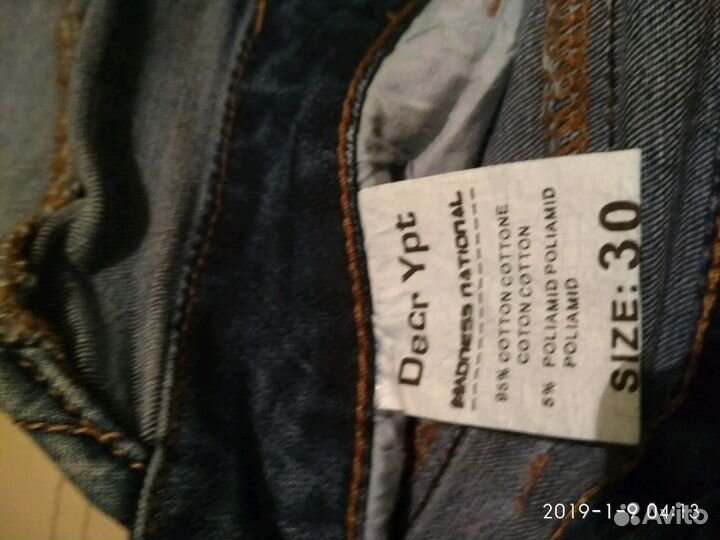 DeCr Ypt
MADNESS NATIONAL
95% COTTON COTTONE
COTON COTTON
5% POLIAMID POLIAMID
POLIAMID
SIZE: 30
2019-1-9 04:13
Avito